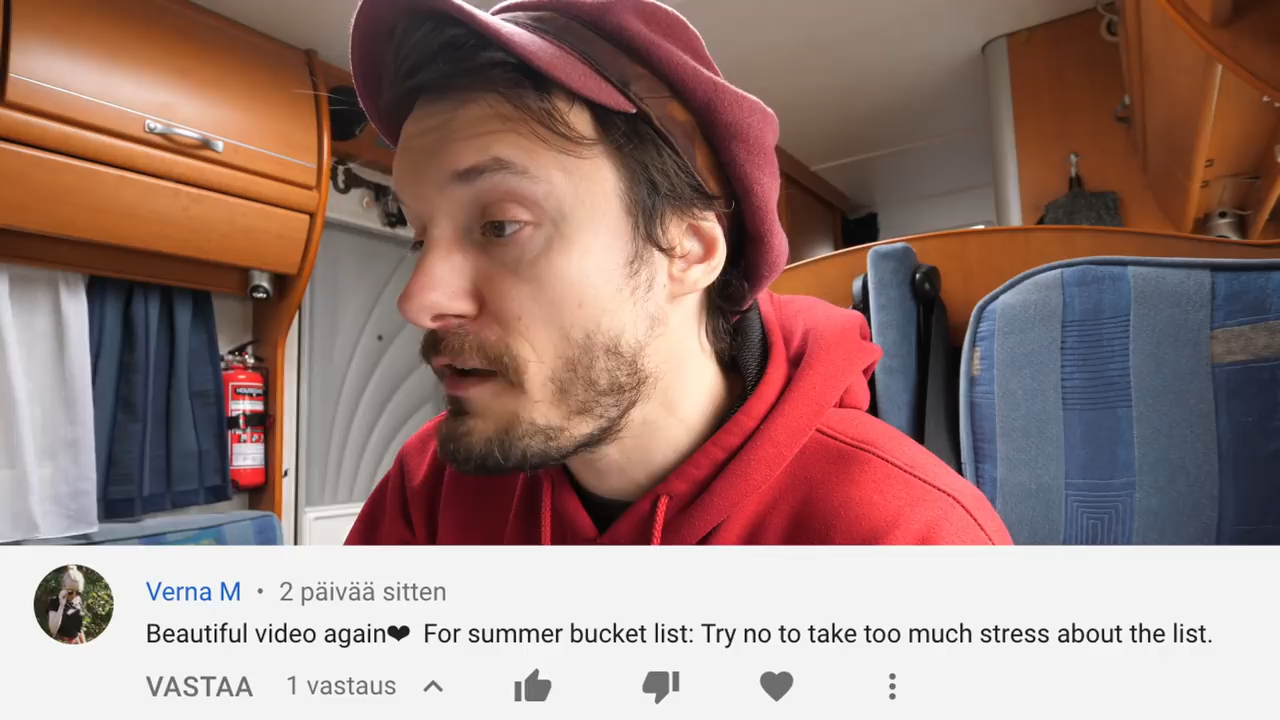 Verna M • 2 päivää sitten
Beautiful video again❤ For summer bucket list: Try no to take too much stress about the list.
VASTAA 1 vastaus